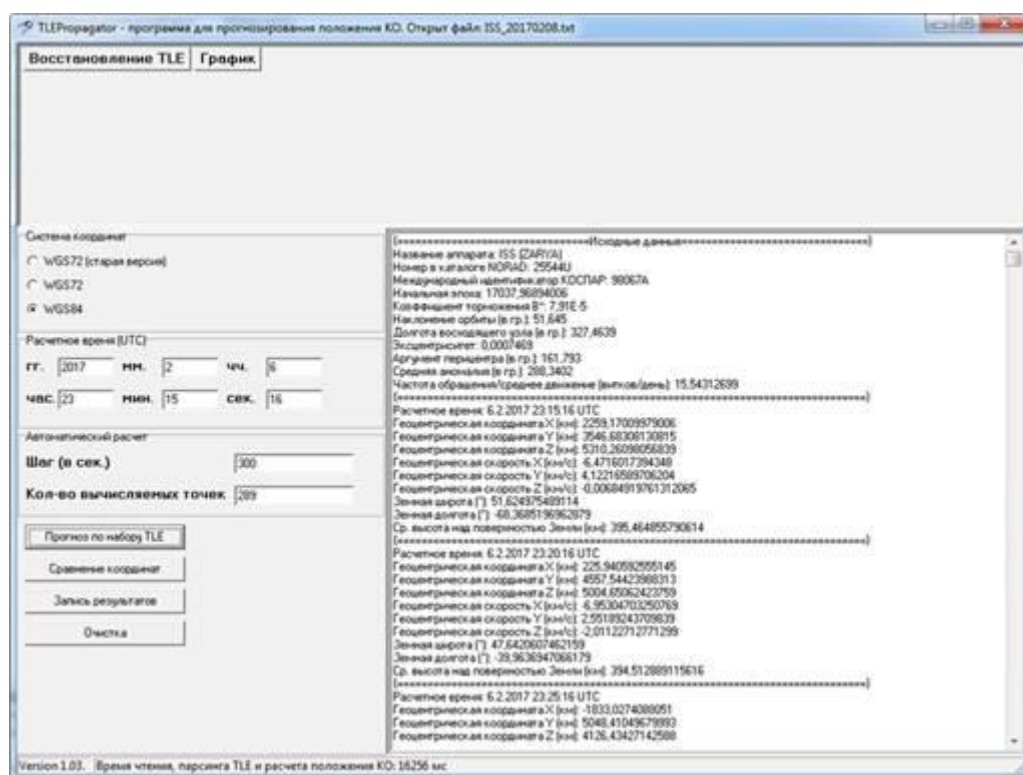 TLEPropagator - программа для прогнозирования положения КО. Открыт файл: ISS_20170208.txt
Восстановление TLE График
Система координат
WGS72 (старая версия)
WGS72
WGS84
Расчетное время (UTC)
гг. 2017 мм. 2 чч. 6
час. 23 мин. 15 сек. 16
Автоматический расчет
Шаг (в сек.) 300
Кол-во вычисляемых точек 289
Прогноз по набору TLE
Сравнение координат
Запись результатов
Очистка
Исходные данные
Название аппарата: ISS (ZARYA)
Номер в каталоге NORAD: 25544U
Международный идентификатор КОСПАР: 98067A
Начальная эпоха: 17037,96894006
Коэффициент торможения B*: 7,91E-5
Наклонение орбиты (в гр.): 51,645
Долгота восходящего узла (в гр.): 327,4639
Эксцентриситет: 0,0007469
Аргумент перицентра (в гр.): 161,793
Средняя аномалия (в гр.): 288,3402
Частота обращения/среднее движение (витков/день): 15,54312699
Расчетное время: 6.2.2017 23:15:16 UTC
Геоцентрическая координата X (км): 2259,17009979006
Геоцентрическая координата Y (км): 3546,68308130815
Геоцентрическая координата Z (км): 5310,26098056839
Геоцентрическая скорость X (км/с): -6,4716017394348
Геоцентрическая скорость Y (км/с): 4,12216589706204
Геоцентрическая скорость Z (км/с): -0,00684919761312065
Земная широта (°): 51,624975489114
Земная долгота (°): -68,3685196962879
Ср. высота над поверхностью Земли (км): 395,464855790614
Расчетное время: 6.2.2017 23:20:16 UTC
Геоцентрическая координата X (км): 225,940592555145
Геоцентрическая координата Y (км): 4557,54423988313
Геоцентрическая координата Z (км): 5004,65062423759
Геоцентрическая скорость X (км/с): -6,95304703250769
Геоцентрическая скорость Y (км/с): 2,55189243709839
Геоцентрическая скорость Z (км/с): -2,01122712771299
Земная широта (°): 47,6420607462159
Земная долгота (°): -39,9636947066179
Ср. высота над поверхностью Земли (км): 394,512889115616
Расчетное время: 6.2.2017 23:25:16 UTC
Геоцентрическая координата X (км): -1833,0274088051
Геоцентрическая координата Y (км): 5048,41049679993
Геоцентрическая координата Z (км): 4126,43427142588
Version 1.03. Время чтения, парсинга TLE и расчета положения КО: 16256 мс